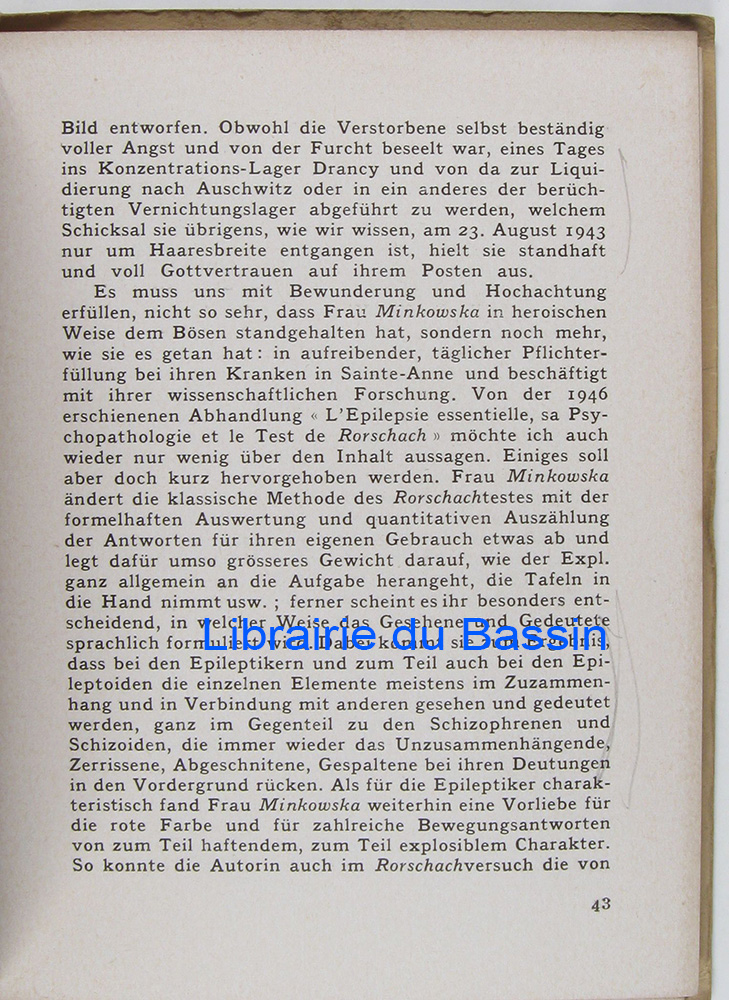 Bild entworfen. Obwohl die Verstorbene selbst beständig
voller Angst und von der Furcht beseelt war, eines Tages
ins Konzentrations-Lager Drancy und von da zur Liqui-
dierung nach Auschwitz oder in ein anderes der berüch-
tigten Vernichtungslager abgeführt zu werden, welchem
Schicksal sie übrigens, wie wir wissen, am 23. August 1943
nur um Haaresbreite entgangen ist, hielt sie standhaft
und voll Gottvertrauen auf ihrem Posten aus.
Es muss uns mit Bewunderung und Hochachtung
erfüllen, nicht so sehr, dass Frau Minkowska in heroischen
Weise dem Bösen standgehalten hat, sondern noch mehr,
wie sie es getan hat : in aufreibender, täglicher Pflichter-
füllung bei ihren Kranken in Sainte-Anne und beschäftigt
mit ihrer wissenschaftlichen Forschung. Von der 1946
erschienenen Abhandlung « L'Epilepsie essentielle, sa Psy-
chopathologie et le Test de Rorschach » möchte ich auch
wieder nur wenig über den Inhalt aussagen. Einiges soll
aber doch kurz hervorgehoben werden. Frau Minkowska
ändert die klassische Methode des Rorschachtestes mit der
formelhaften Auswertung und quantitativen Auszählung
der Antworten für ihren eigenen Gebrauch etwas ab und
legt dafür umso grösseres Gewicht darauf, wie der Expl.
ganz allgemein an die Aufgabe herangeht, die Tafeln in
die Hand nimmt usw. ; ferner scheint es ihr besonders ent-
scheidend, in welcher Weise das Gesehene und Gedeutete
sprachlich formuliert wird. Dabei kommt sie zum Ergebnis,
Librairie du Bassin
dass bei den Epileptikern und zum Teil auch bei den Epi-
leptoiden die einzelnen Elemente meistens im Zuzammen-
hang und in Verbindung mit anderen gesehen und gedeutet
werden, ganz im Gegenteil zu den Schizophrenen und
Schizoiden, die immer wieder das Unzusammenhängende,
Zerrissene, Abgeschnitene, Gespaltene bei ihren Deutungen
in den Vordergrund rücken. Als für die Epileptiker charak-
teristisch fand Frau Minkowska weiterhin eine Vorliebe für
die rote Farbe und für zahlreiche Bewegungsantworten
von zum Teil haftendem, zum Teil explosiblem Charakter.
So konnte die Autorin auch im Rorschachversuch die von
43